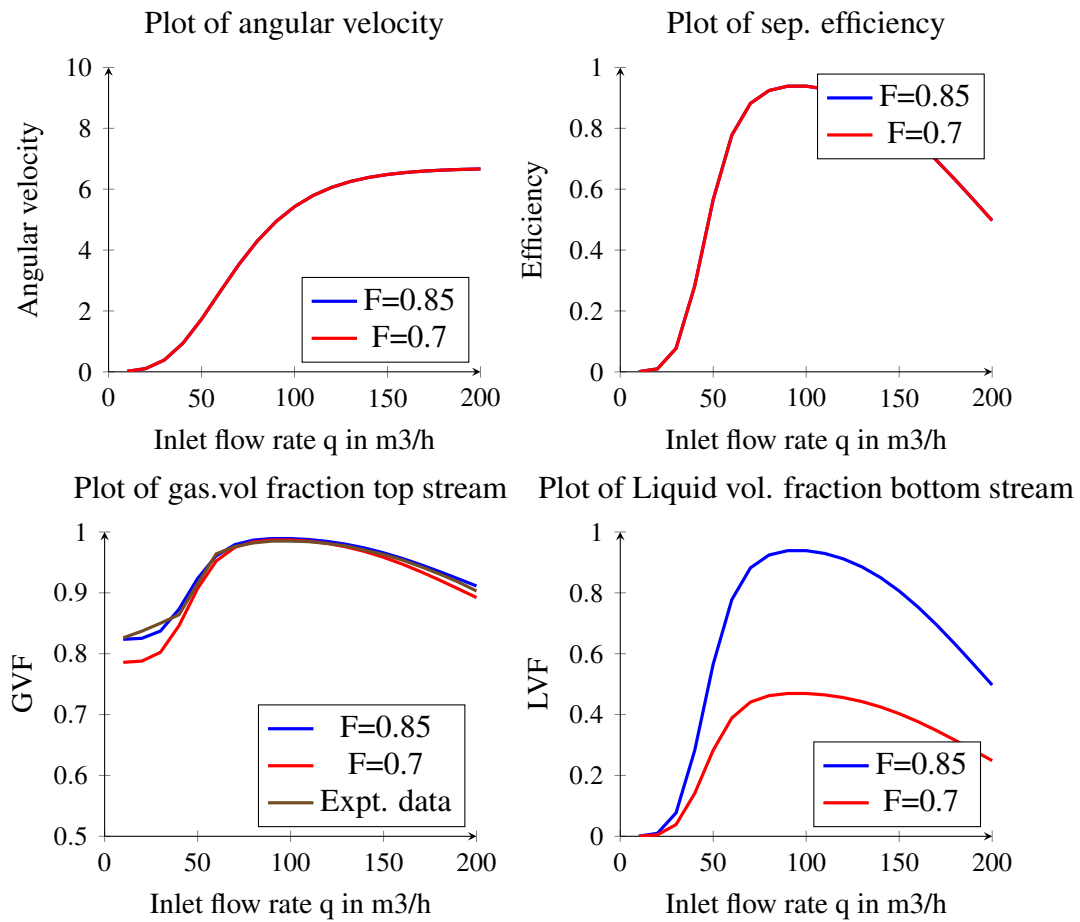 Plot of angular velocity
10
8
6
4
2
0
Angular velocity
F=0.85
F=0.7
0 50 100 150 200
Inlet flow rate q in m3/h
Plot of sep. efficiency
1
0.8
0.6
0.4
0.2
0
Efficiency
F=0.85
F=0.7
0 50 100 150 200
Inlet flow rate q in m3/h
Plot of gas.vol fraction top stream
1
0.9
0.8
0.7
0.6
0.5
GVF
F=0.85
F=0.7
Expt. data
0 50 100 150 200
Inlet flow rate q in m3/h
Plot of Liquid vol. fraction bottom stream
1
0.8
0.6
0.4
0.2
0
LVF
F=0.85
F=0.7
0 50 100 150 200
Inlet flow rate q in m3/h